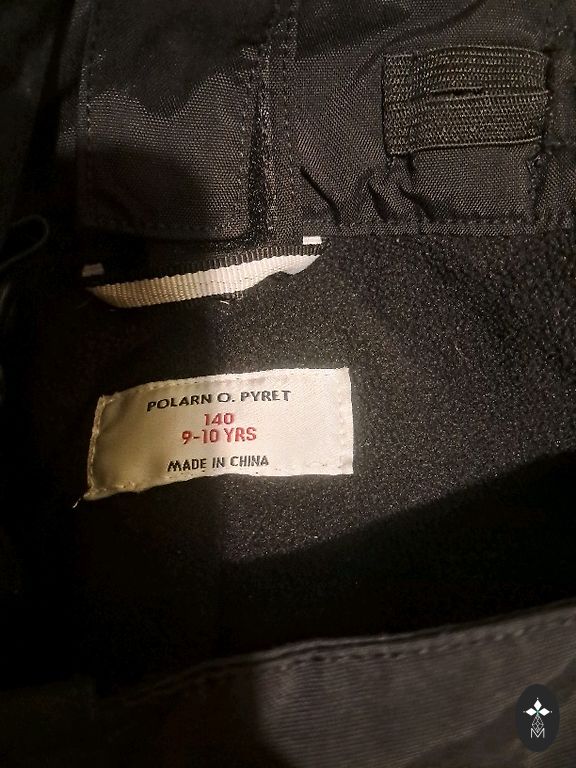 POLARN O. PYRET
140
9-10 YRS
MADE IN CHINA
M